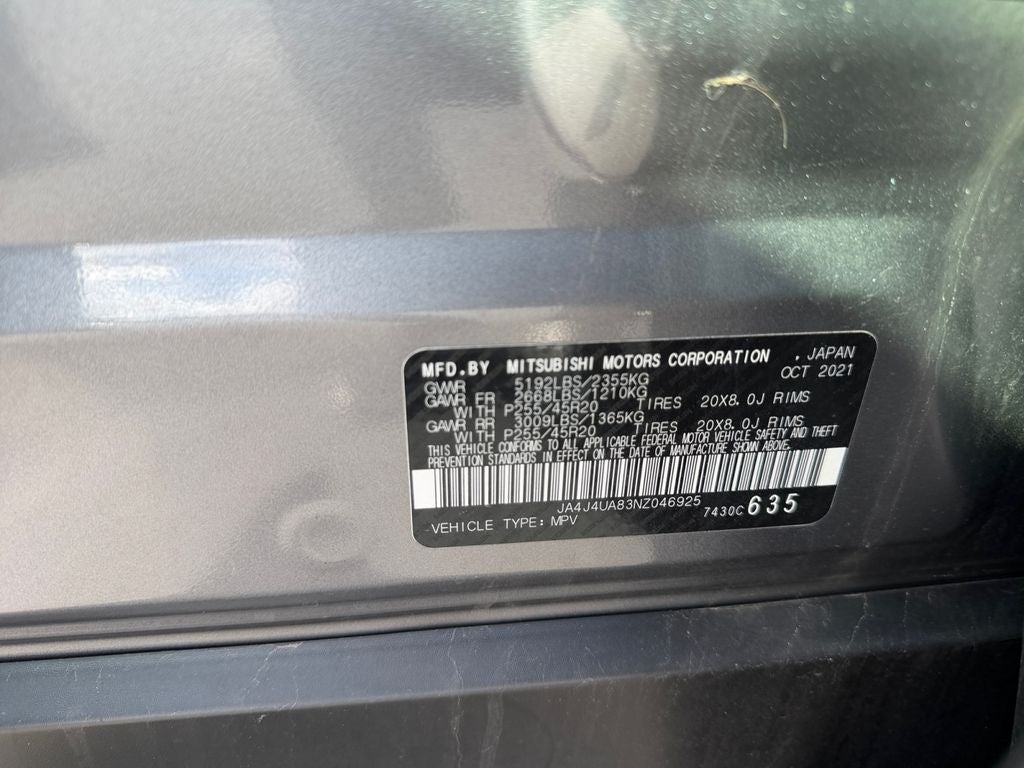 MFD.BY MITSUBISHI MOTORS CORPORATION . JAPAN
OCT 2021
GVWR 5192LBS/2355KG
GAWR FR 2668LBS/1210KG
WITH P255/45R20 TIRES 20X8.0J RIMS
GAWR RR 3009LBS/1365KG
WITH P255/45R20 TIRES 20X8.0J RIMS
THIS VEHICLE CONFORMS TO ALL APPLICABLE FEDERAL MOTOR VEHICLE SAFETY AND THEFT
PREVENTION STANDARDS IN EFFECT ON THE DATE OF MANUFACTURE SHOWN ABOVE.
JA4J4UA83NZ046925
VEHICLE TYPE: MPV 7430C 635